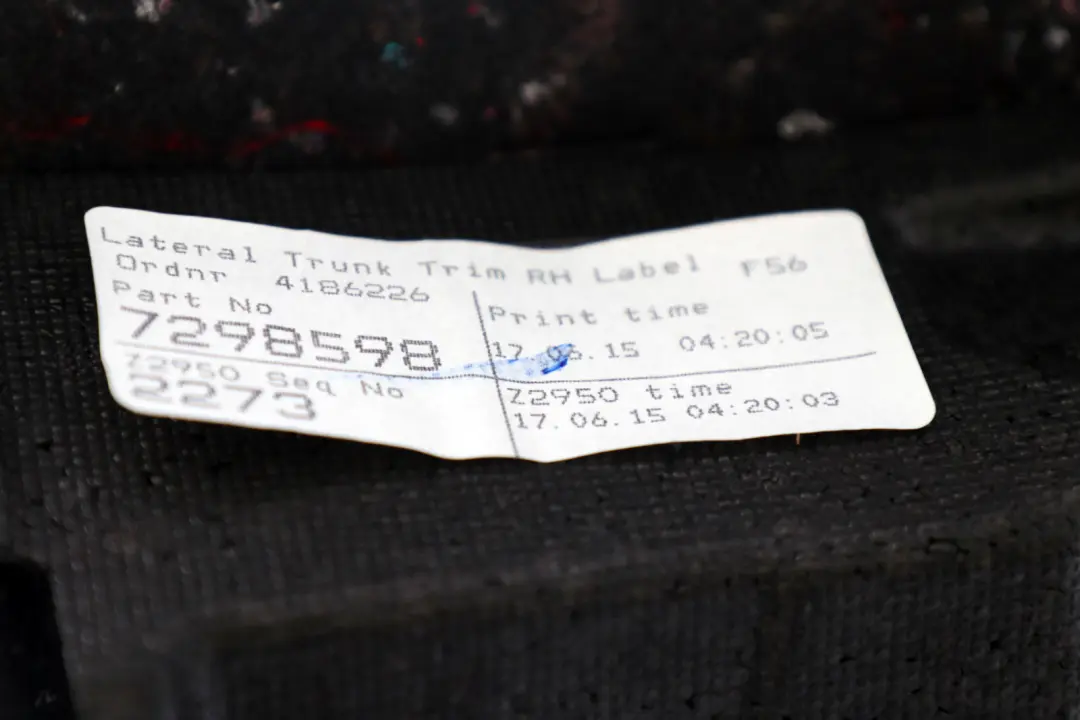 Lateral Trunk Trim RH Label F56
Ordnr 4186226
Part No
7298598
Print time
17.06.15 04:20:05
Z2950 Seq No
2273
Z2950 time
17.06.15 04:20:03